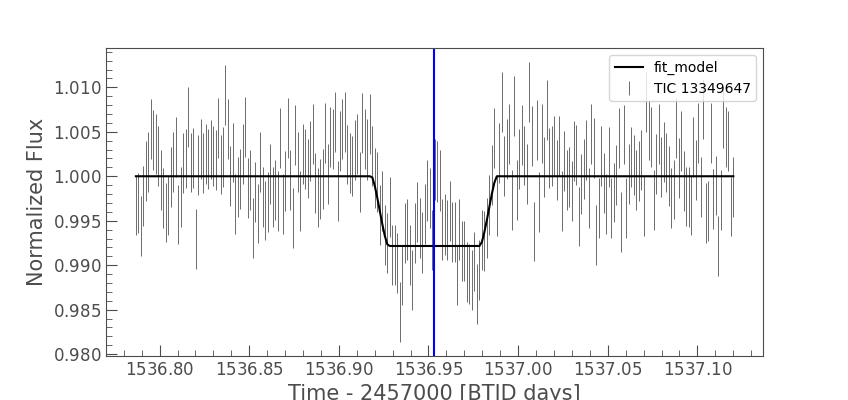 fit_model
TIC 13349647
1.010
1.005
1.000
0.995
0.990
0.985
0.980
Normalized Flux
1536.80 1536.85 1536.90 1536.95 1537.00 1537.05 1537.10
Time - 2457000 [BTJD days]